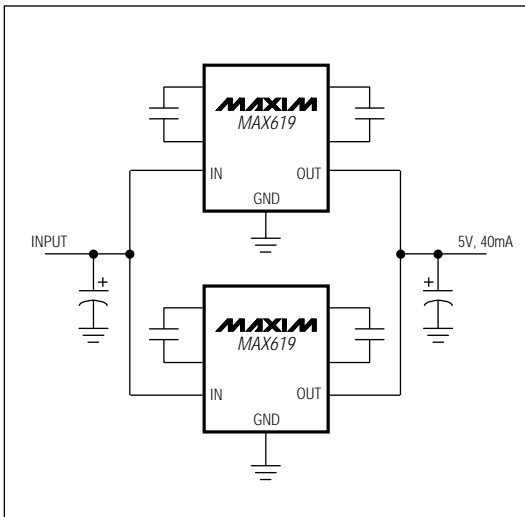 MAXIM
MAX619
IN
OUT
GND
INPUT
5V, 40mA
+
+
MAXIM
MAX619
IN
OUT
GND